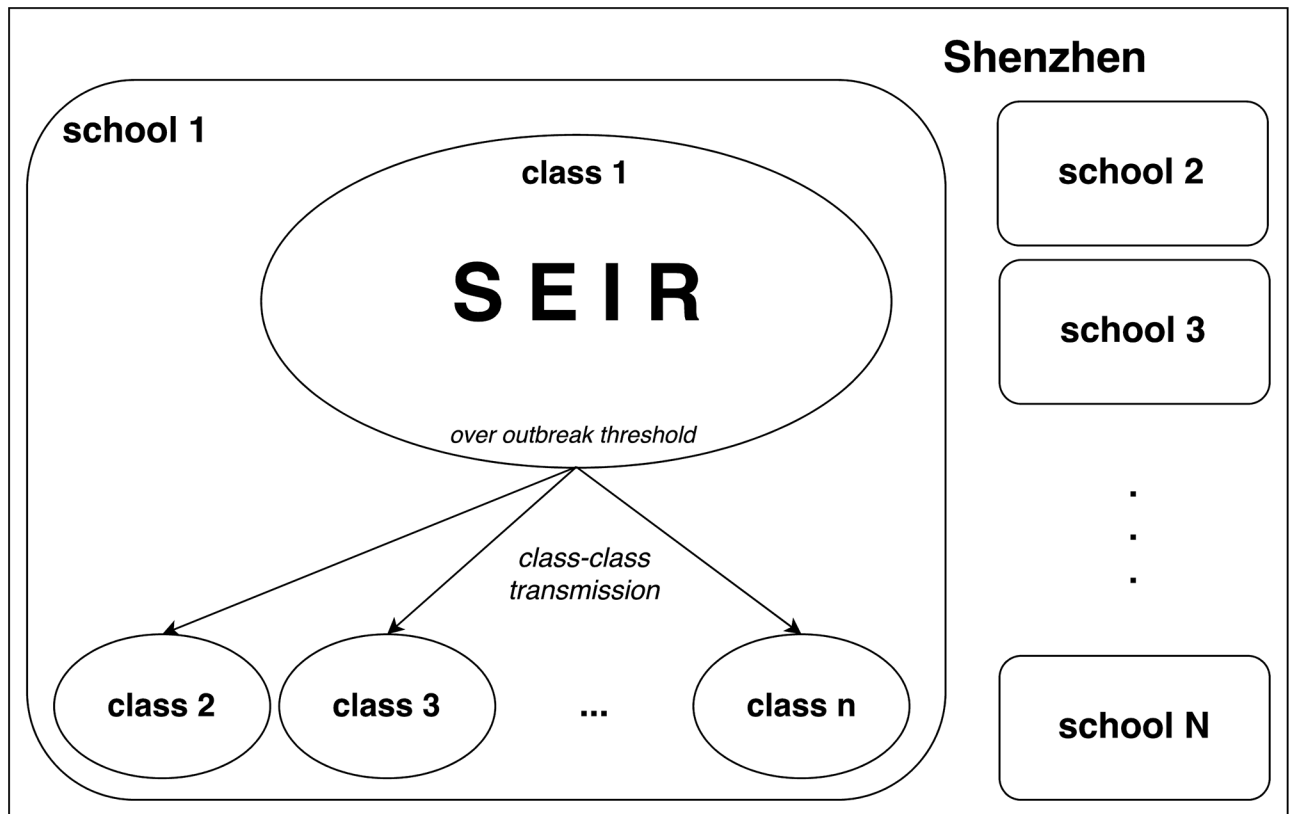 Shenzhen
school 1
class 1
S E I R
over outbreak threshold
class-class
transmission
class 2
class 3
...
class n
school 2
school 3
.
.
.
school N